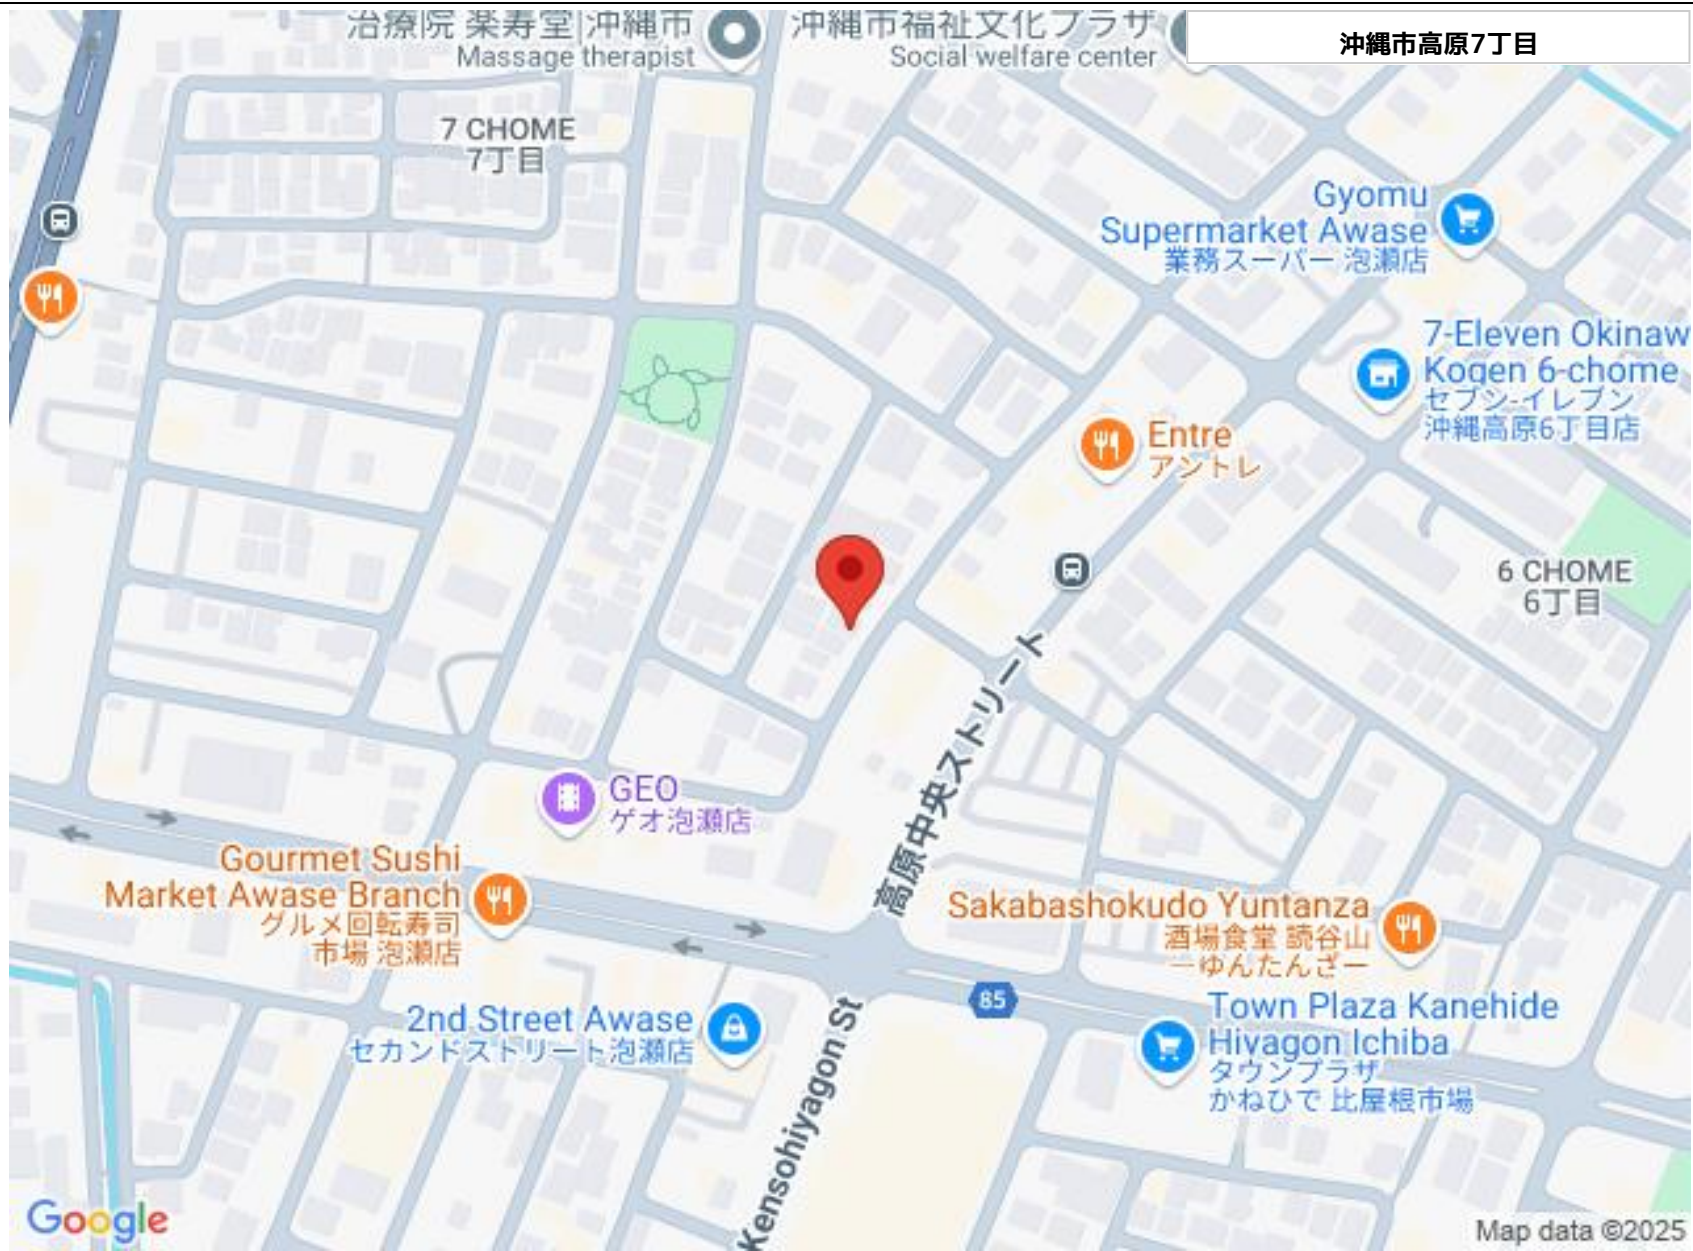 治療院 楽寿堂|沖縄市
Massage therapist
沖縄市福祉文化プラザ
Social welfare center
沖縄市高原7丁目
7 CHOME
7丁目
Gyomu
Supermarket Awase
業務スーパー 泡瀬店
7-Eleven Okinaw
Kogen 6-chome
セブン-イレブン
沖縄高原6丁目店
Entre
アントレ
6 CHOME
6丁目
高原中央ストリート
GEO
ゲオ泡瀬店
Gourmet Sushi
Market Awase Branch
グルメ回転寿司
市場 泡瀬店
Sakabashokudo Yuntanza
酒場食堂 読谷山
―ゆんたんざー
85
2nd Street Awase
セカンドストリート泡瀬店
Town Plaza Kanehide
Hiyagon Ichiba
タウンプラザ
かねひで 比屋根市場
Kensohiyagon St
Google
Map data ©2025